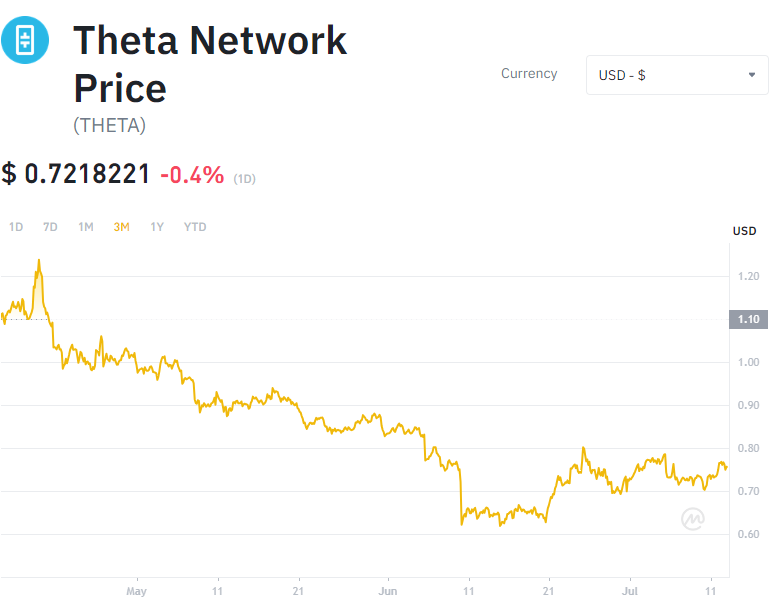 Theta Network
Price
(THETA)
Currency
USD - $
$ 0.7218221 -0.4% (1D)
1D 7D 1M 3M 1Y YTD
USD
1.20
1.10
1.00
0.90
0.80
0.70
0.60
May 11 21 Jun 11 21 Jul 11